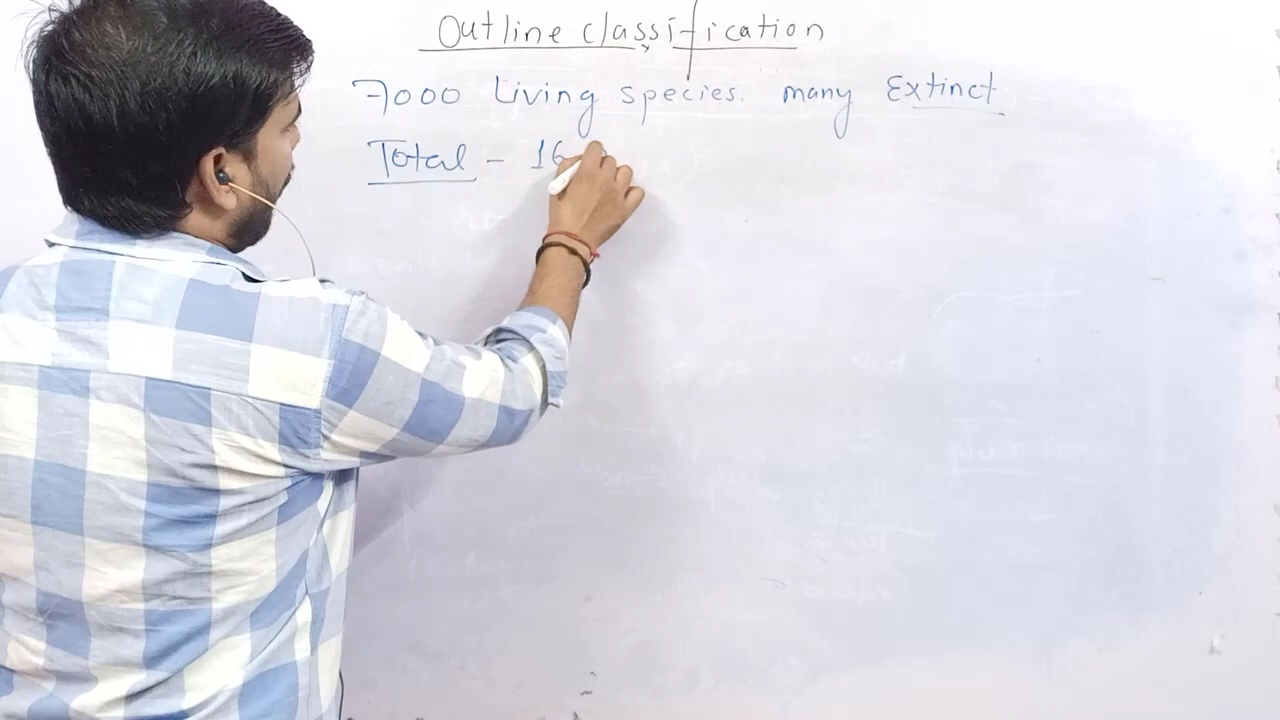 Outline classification
7000 Living species. many Extinct
Total - 16